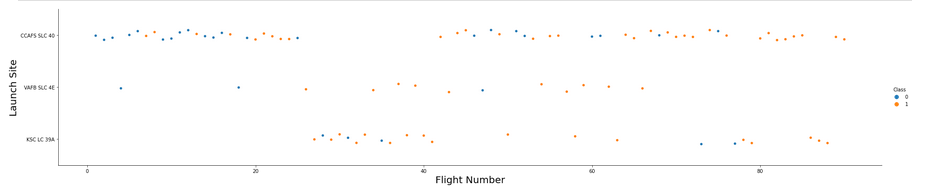 CCAFS SLC 40
VAFB SLC 4E
KSC LC 39A
Launch Site
0 20 40 60 80
Flight Number
Class
0
1